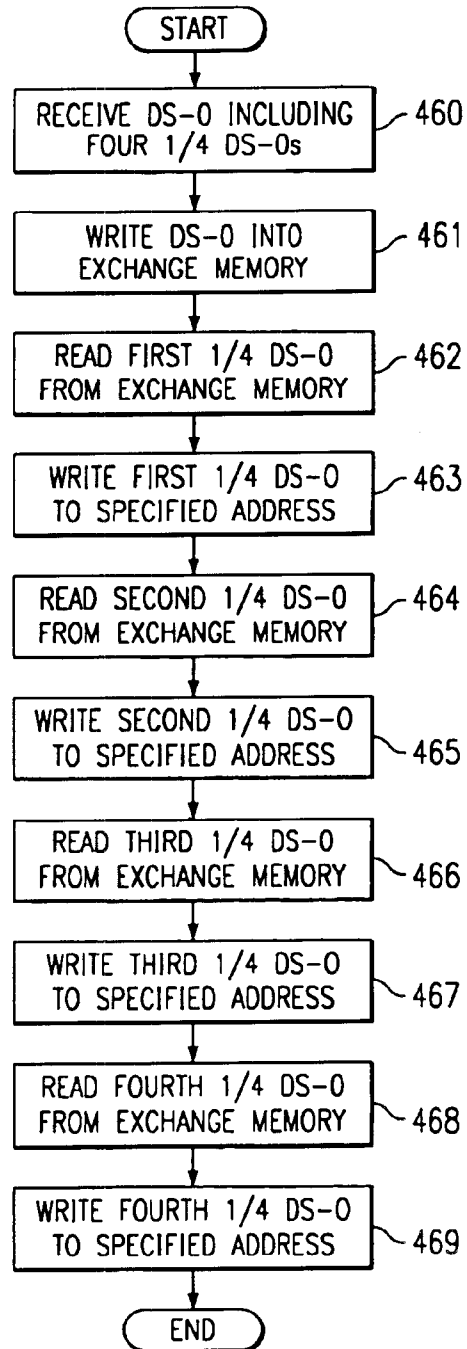 START
RECEIVE DS-0 INCLUDING
FOUR 1/4 DS-0s
460
WRITE DS-0 INTO
EXCHANGE MEMORY
461
READ FIRST 1/4 DS-0
FROM EXCHANGE MEMORY
462
WRITE FIRST 1/4 DS-0
TO SPECIFIED ADDRESS
463
READ SECOND 1/4 DS-0
FROM EXCHANGE MEMORY
464
WRITE SECOND 1/4 DS-0
TO SPECIFIED ADDRESS
465
READ THIRD 1/4 DS-0
FROM EXCHANGE MEMORY
466
WRITE THIRD 1/4 DS-0
TO SPECIFIED ADDRESS
467
READ FOURTH 1/4 DS-0
FROM EXCHANGE MEMORY
468
WRITE FOURTH 1/4 DS-0
TO SPECIFIED ADDRESS
469
END